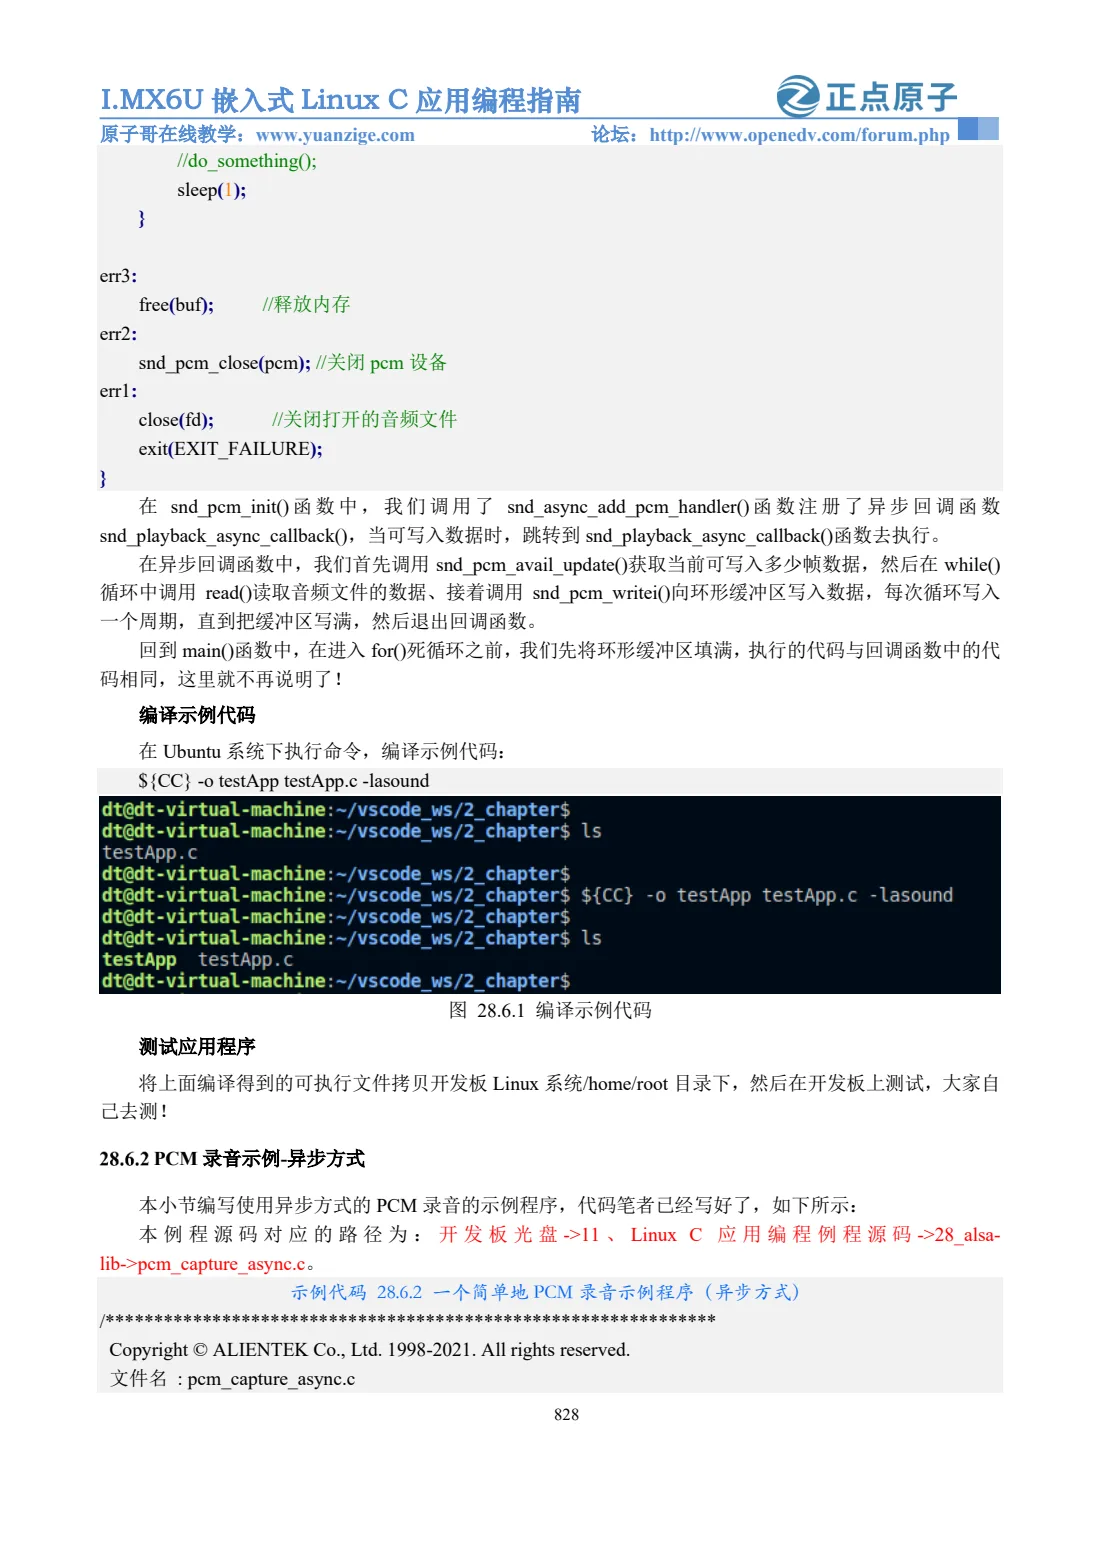 I.MX6U 嵌入式 Linux C 应用编程指南
正点原子
原子哥在线教学：www.yuanzige.com 论坛：http://www.openedv.com/forum.php
//do_something();
sleep(1);
}
err3:
free(buf); //释放内存
err2:
snd_pcm_close(pcm); //关闭 pcm 设备
err1:
close(fd); //关闭打开的音频文件
exit(EXIT_FAILURE);
}
在 snd_pcm_init()函数中，我们调用了 snd_async_add_pcm_handler()函数注册了异步回调函数
snd_playback_async_callback()，当可写入数据时，跳转到 snd_playback_async_callback()函数去执行。
在异步回调函数中，我们首先调用 snd_pcm_avail_update()获取当前可写入多少帧数据，然后在 while()
循环中调用 read()读取音频文件的数据、接着调用 snd_pcm_writei()向环形缓冲区写入数据，每次循环写入
一个周期，直到把缓冲区写满，然后退出回调函数。
回到 main()函数中，在进入 for()死循环之前，我们先将环形缓冲区填满，执行的代码与回调函数中的代
码相同，这里就不再说明了！
编译示例代码
在 Ubuntu 系统下执行命令，编译示例代码：
${CC} -o testApp testApp.c -lasound
dt@dt-virtual-machine:~/vscode_ws/2_chapter$
dt@dt-virtual-machine:~/vscode_ws/2_chapter$ ls
testApp.c
dt@dt-virtual-machine:~/vscode_ws/2_chapter$
dt@dt-virtual-machine:~/vscode_ws/2_chapter$ ${CC} -o testApp testApp.c -lasound
dt@dt-virtual-machine:~/vscode_ws/2_chapter$
dt@dt-virtual-machine:~/vscode_ws/2_chapter$ ls
testApp testApp.c
dt@dt-virtual-machine:~/vscode_ws/2_chapter$
图 28.6.1 编译示例代码
测试应用程序
将上面编译得到的可执行文件拷贝开发板 Linux 系统/home/root 目录下，然后在开发板上测试，大家自
己去测！
28.6.2 PCM 录音示例-异步方式
本小节编写使用异步方式的 PCM 录音的示例程序，代码笔者已经写好了，如下所示：
本例程源码对应的路径为：开发板光盘->11、Linux C 应用编程例程源码->28_alsa-
lib->pcm_capture_async.c。
示例代码 28.6.2 一个简单地 PCM 录音示例程序（异步方式）
/***************************************************************
Copyright © ALIENTEK Co., Ltd. 1998-2021. All rights reserved.
文件名 : pcm_capture_async.c
828